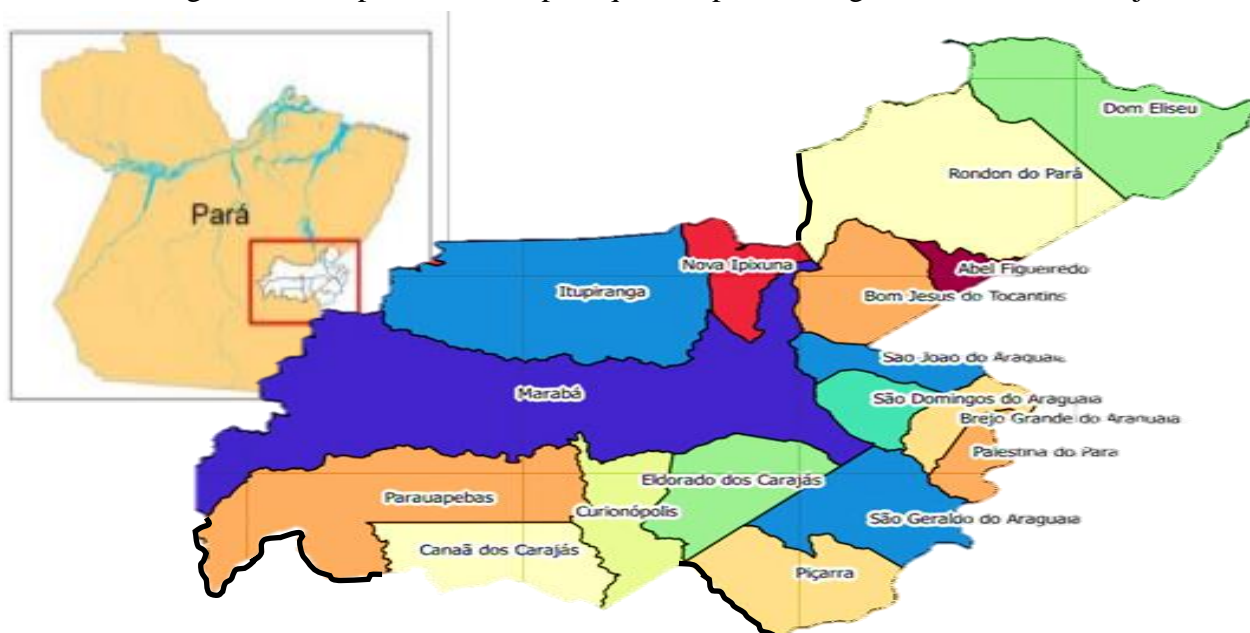 Dom Eliseu
Rondon do Pará
Pará
Nova Ipixuna
Abel Figueiredo
Itupiranga
Bom Jesus do Tocantins
Sao Joao do Araguaia
Marabá
São Domingos do Araguaia
Brejo Grande do Araguaia
Palestina do Para
Eldorado dos Carajás
Parauapebas
Curionópolis
São Geraldo do Araguaia
Canaã dos Carajás
Piçarra